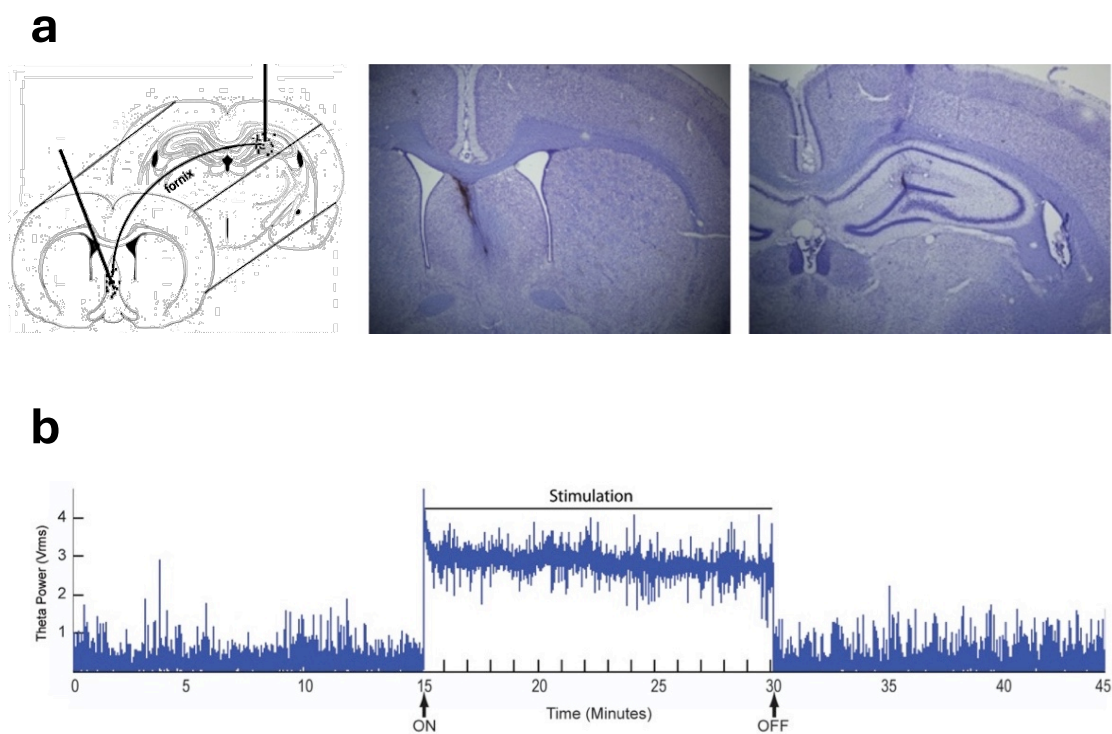 a
fornix
b
Stimulation
Theta Power (Vrms)
4
3
2
1
0 5 10 15 20 25 30 35 40 45
Time (Minutes)
ON OFF